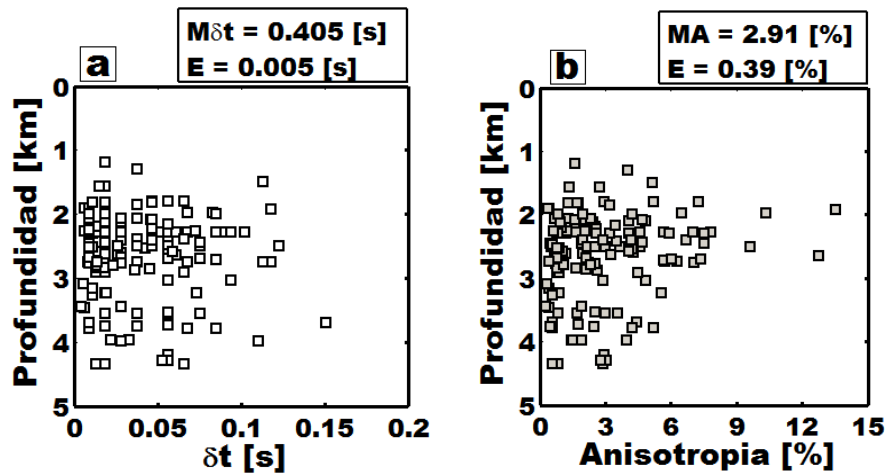 Mδt = 0.405 [s]
E = 0.005 [s]
a
0
1
2
3
4
5
Profundidad [km]
0 0.05 0.1 0.15 0.2
δt [s]
MA = 2.91 [%]
E = 0.39 [%]
b
0
1
2
3
4
5
Profundidad [km]
0 3 6 9 12 15
Anisotropia [%]